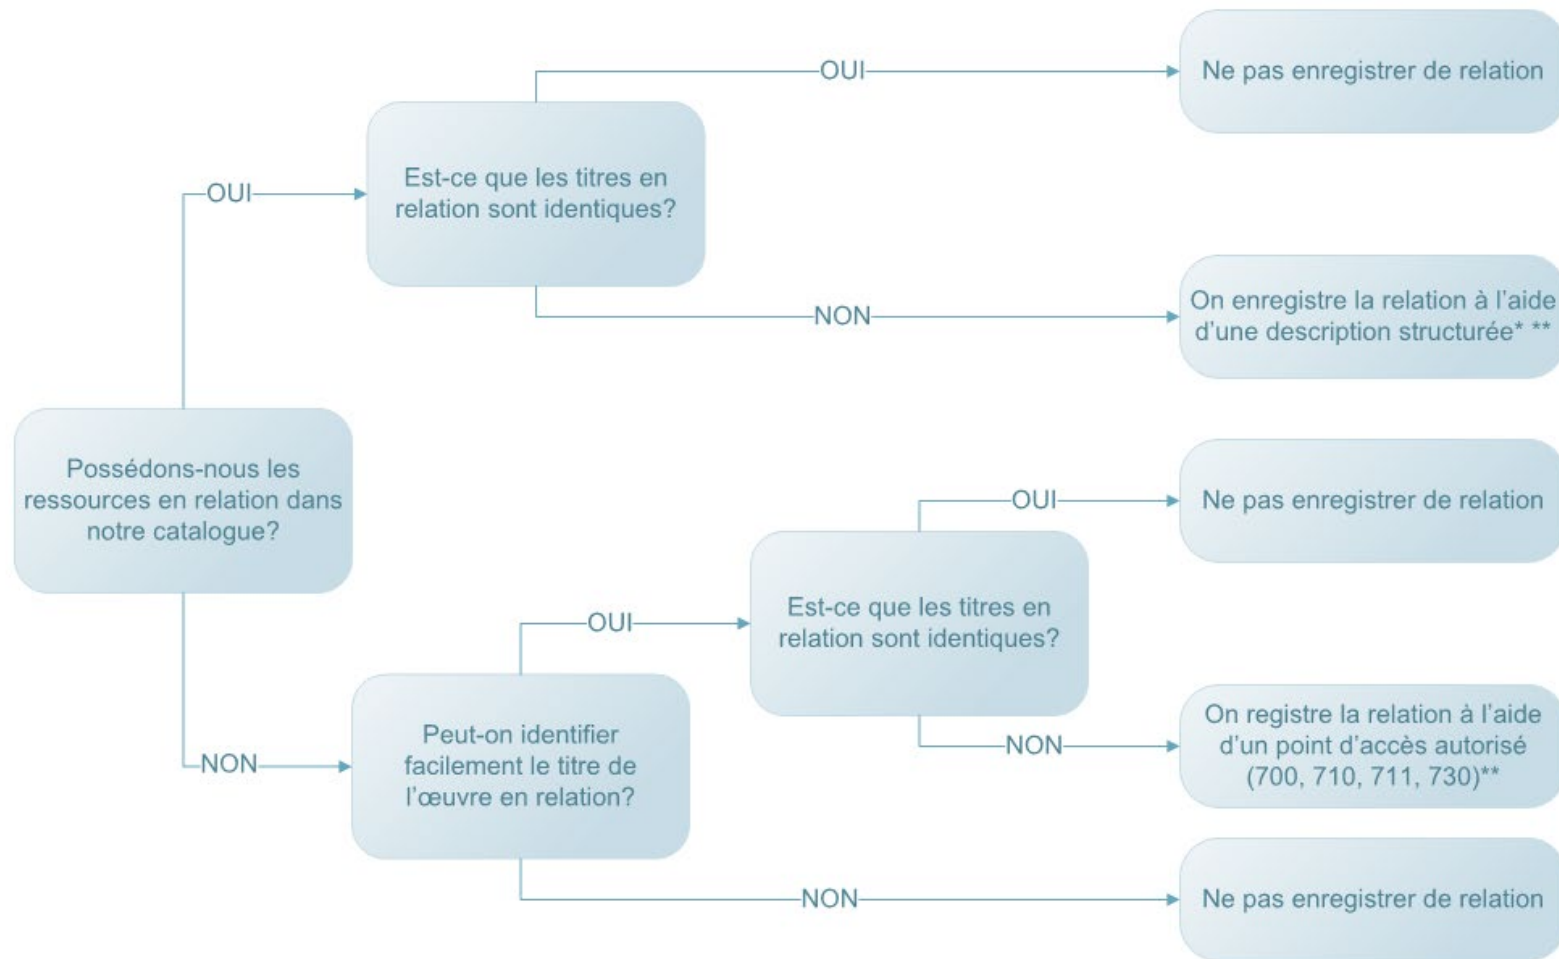 OUI
Ne pas enregistrer de relation
Est-ce que les titres en
relation sont identiques?
OUI
NON
On enregistre la relation à l'aide
d'une description structurée* **
Possédons-nous les
ressources en relation dans
notre catalogue?
OUI
Ne pas enregistrer de relation
Est-ce que les titres en
relation sont identiques?
OUI
NON
On registre la relation à l'aide
d'un point d'accès autorisé
(700, 710, 711, 730)**
NON
Peut-on identifier
facilement le titre de
l'œuvre en relation?
NON
Ne pas enregistrer de relation